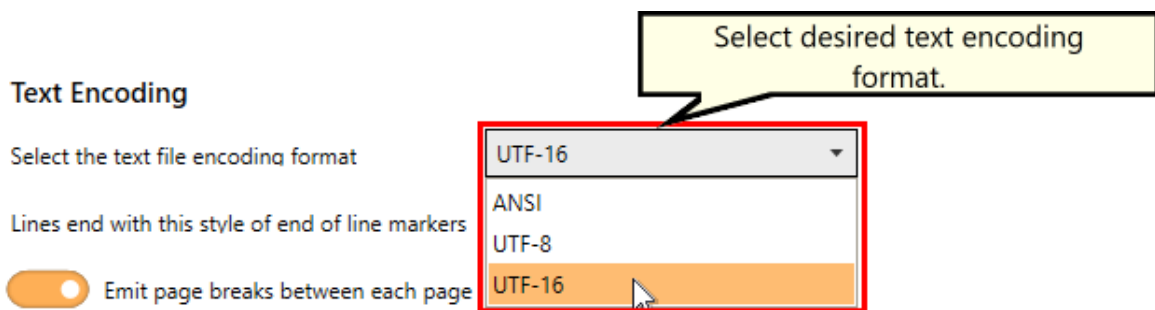 Select desired text encoding
format.
Text Encoding
Select the text file encoding format
UTF-16
ANSI
Lines end with this style of end of line markers
UTF-8
UTF-16
Emit page breaks between each page